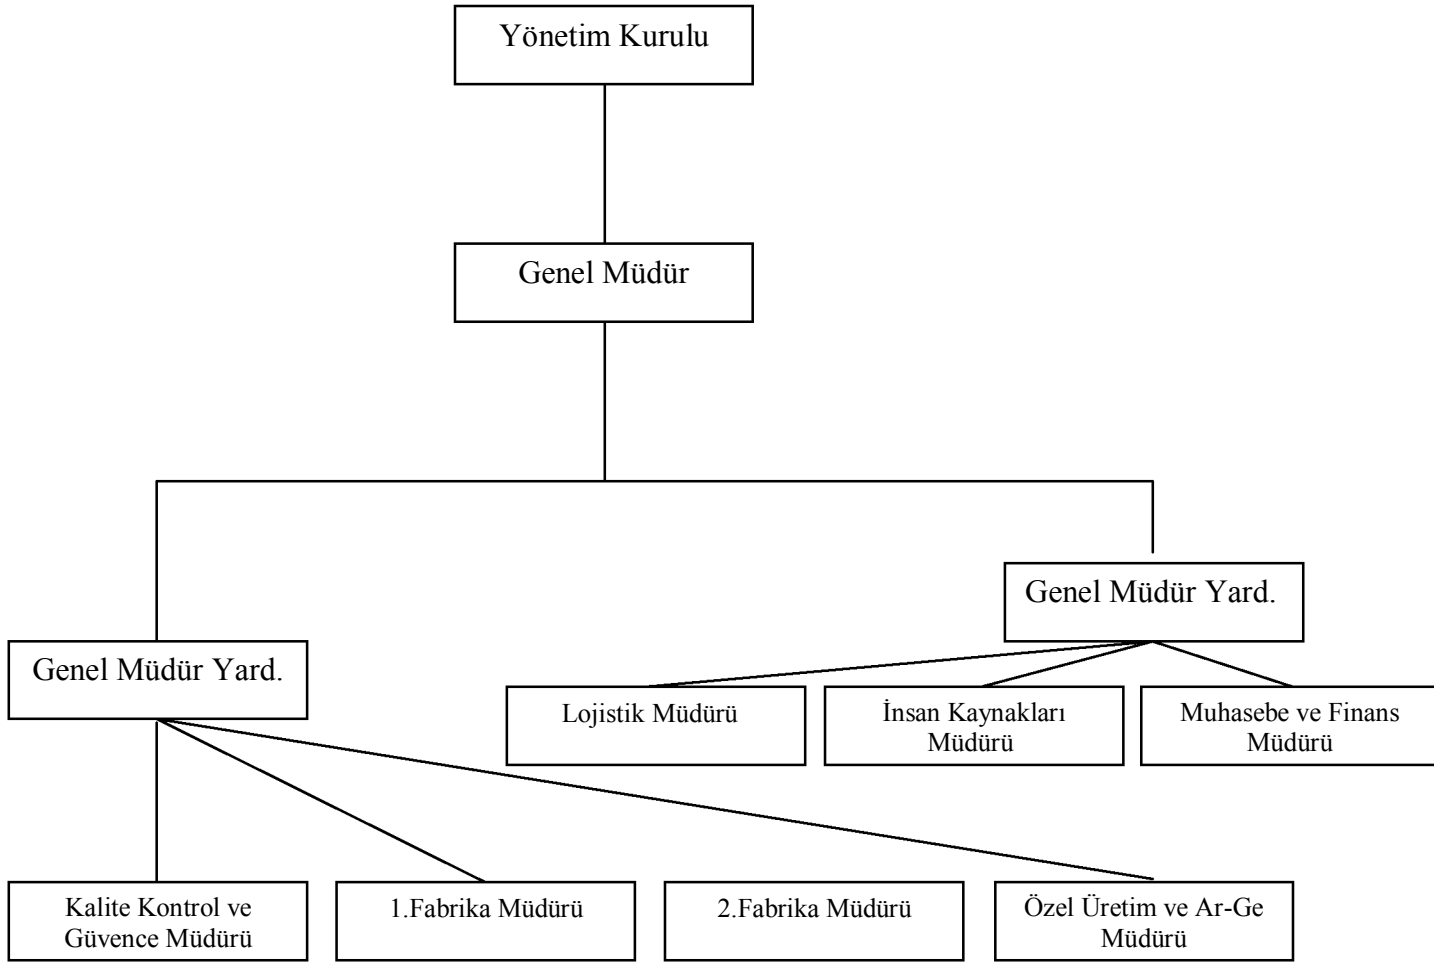 Yönetim Kurulu
Genel Müdür
Genel Müdür Yard.
Genel Müdür Yard.
Lojistik Müdürü
İnsan Kaynakları
Müdürü
Muhasebe ve Finans
Müdürü
Kalite Kontrol ve
Güvence Müdürü
1.Fabrika Müdürü
2.Fabrika Müdürü
Özel Üretim ve Ar-Ge
Müdürü